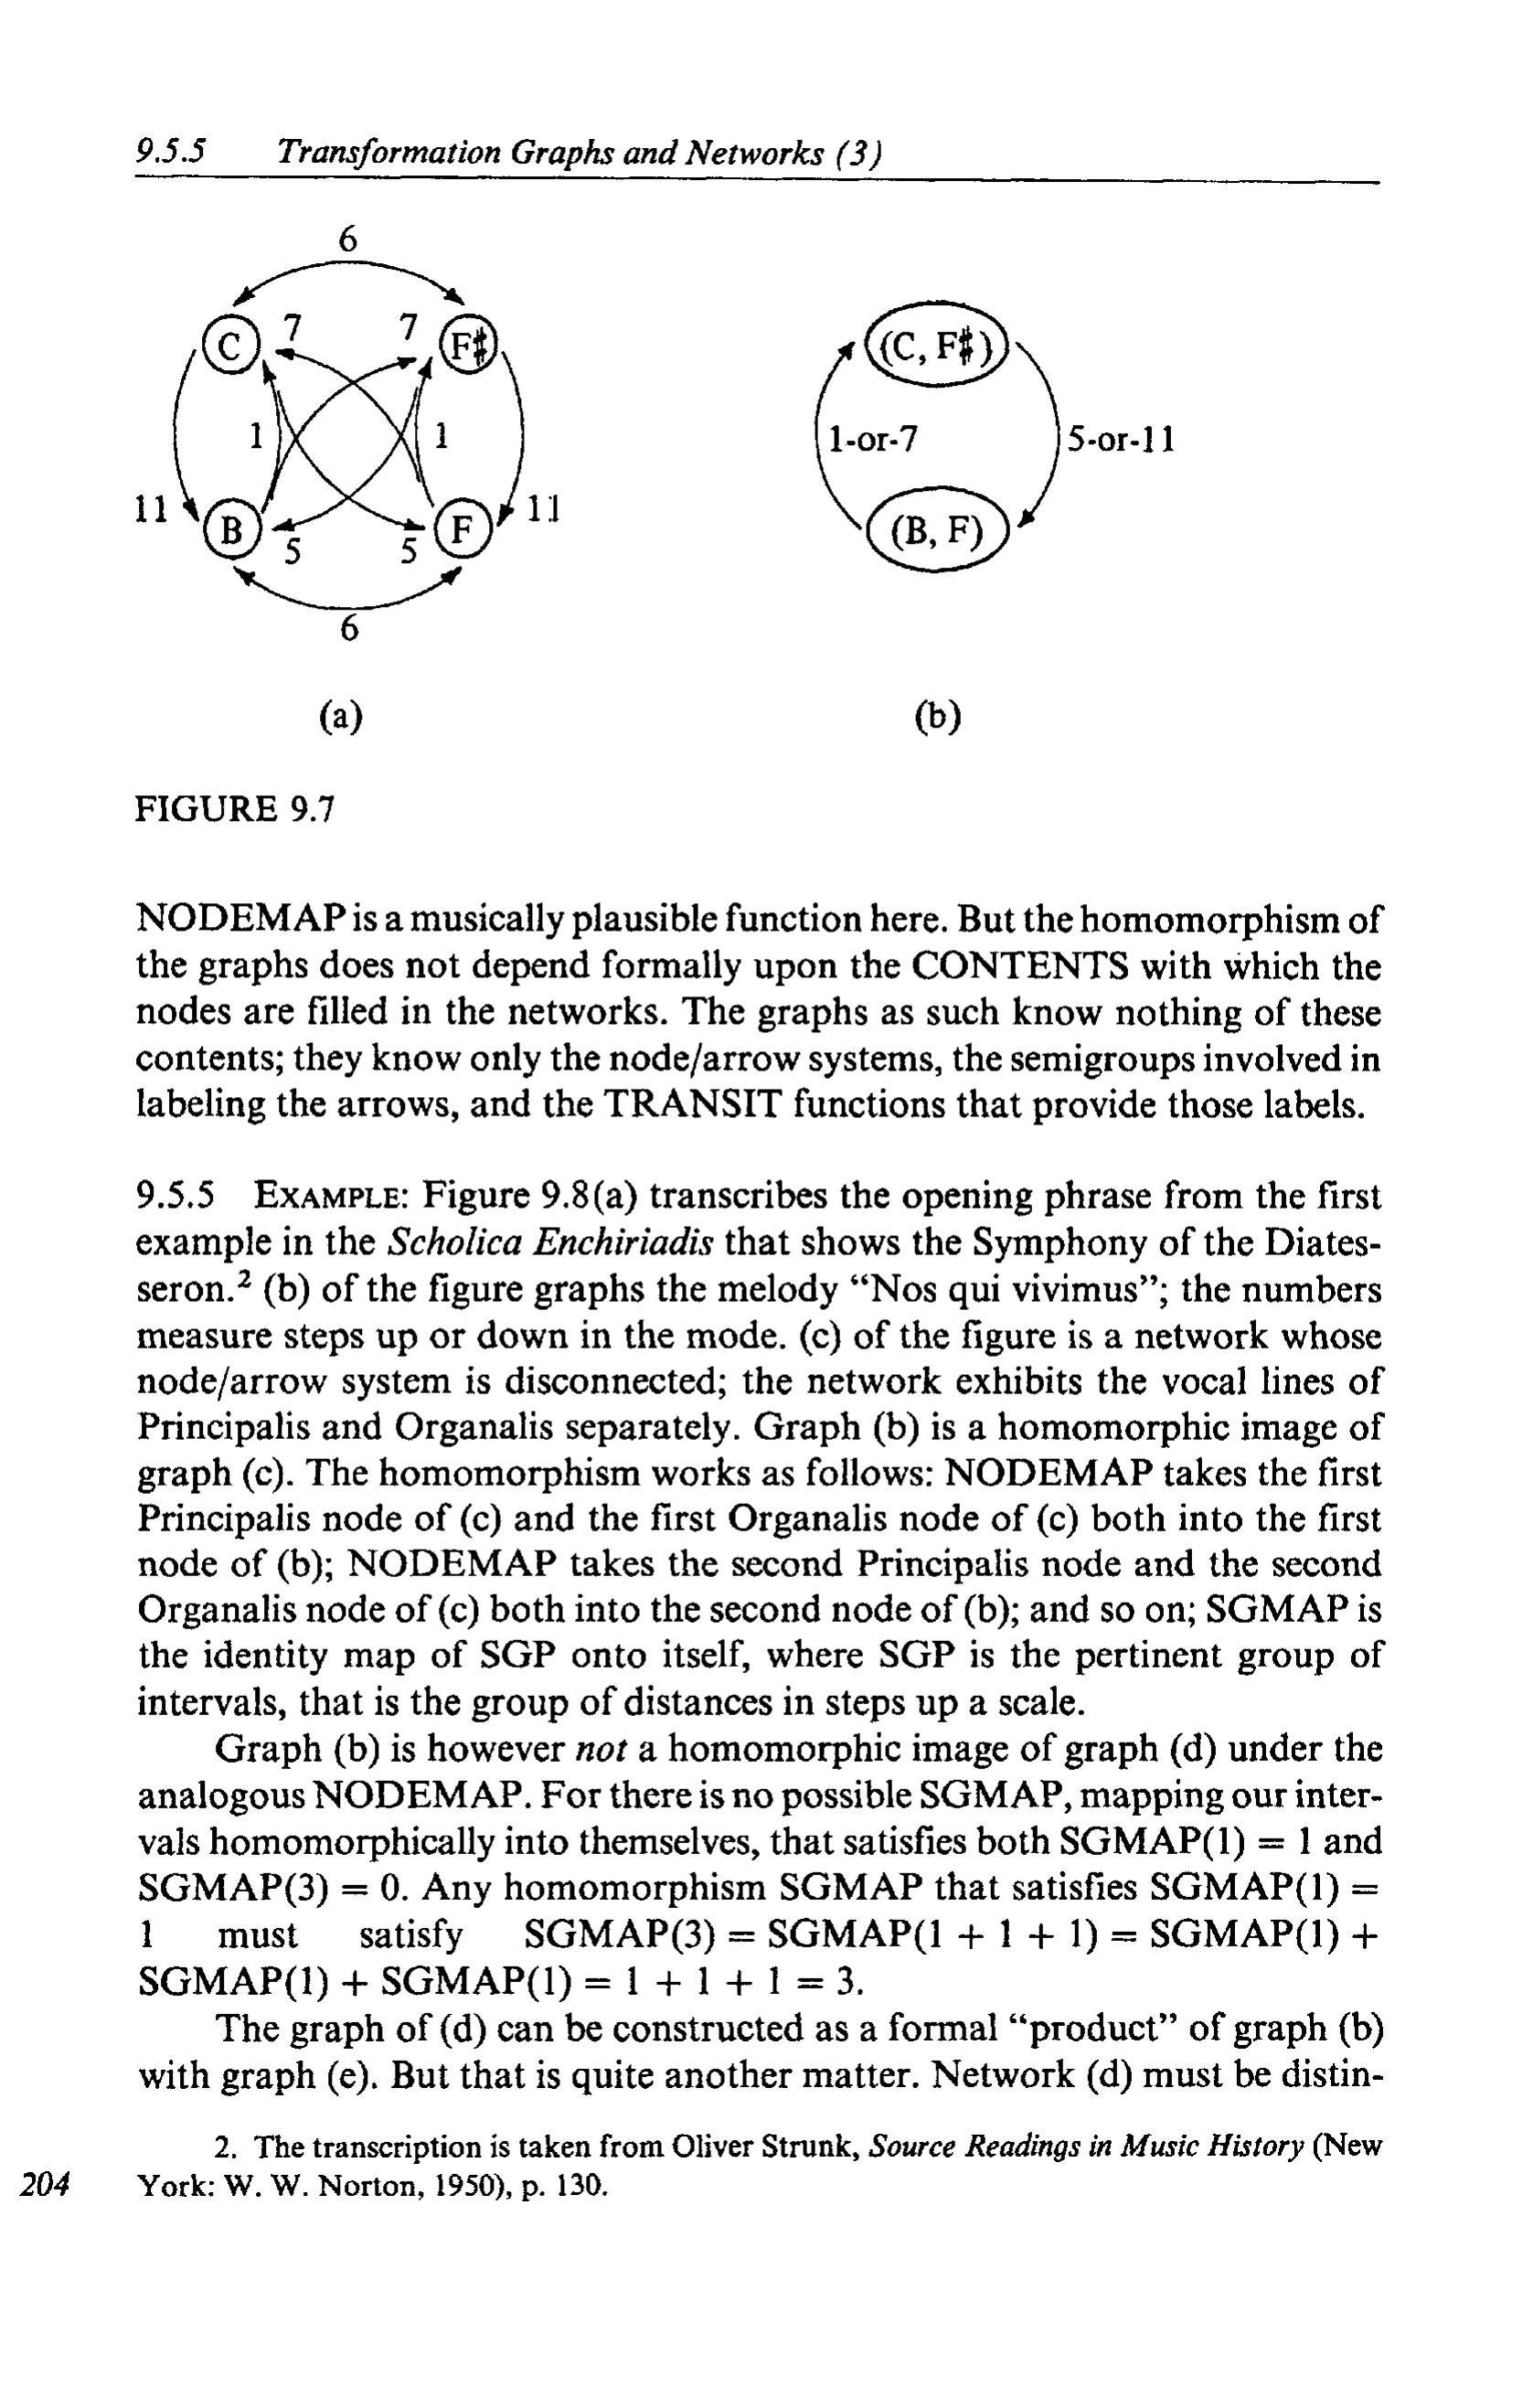 9.5.5 Transformation Graphs and Networks (3)
6
C 7 7 F♯
1 1
11 B F 11
5 5
6
(C, F♯)
1-or-7 5-or-11
(B, F)
(a) (b)
FIGURE 9.7
NODEMAP is a musically plausible function here. But the homomorphism of
the graphs does not depend formally upon the CONTENTS with which the
nodes are filled in the networks. The graphs as such know nothing of these
contents; they know only the node/arrow systems, the semigroups involved in
labeling the arrows, and the TRANSIT functions that provide those labels.
9.5.5 EXAMPLE: Figure 9.8(a) transcribes the opening phrase from the first
example in the Scholica Enchiriadis that shows the Symphony of the Diates-
seron.² (b) of the figure graphs the melody “Nos qui vivimus”; the numbers
measure steps up or down in the mode. (c) of the figure is a network whose
node/arrow system is disconnected; the network exhibits the vocal lines of
Principalis and Organalis separately. Graph (b) is a homomorphic image of
graph (c). The homomorphism works as follows: NODEMAP takes the first
Principalis node of (c) and the first Organalis node of (c) both into the first
node of (b); NODEMAP takes the second Principalis node and the second
Organalis node of (c) both into the second node of (b); and so on; SGMAP is
the identity map of SGP onto itself, where SGP is the pertinent group of
intervals, that is the group of distances in steps up a scale.
Graph (b) is however not a homomorphic image of graph (d) under the
analogous NODEMAP. For there is no possible SGMAP, mapping our inter-
vals homomorphically into themselves, that satisfies both SGMAP(1) = 1 and
SGMAP(3) = 0. Any homomorphism SGMAP that satisfies SGMAP(1) =
1 must satisfy SGMAP(3) = SGMAP(1 + 1 + 1) = SGMAP(1) +
SGMAP(1) + SGMAP(1) = 1 + 1 + 1 = 3.
The graph of (d) can be constructed as a formal “product” of graph (b)
with graph (e). But that is quite another matter. Network (d) must be distin-
2. The transcription is taken from Oliver Strunk, Source Readings in Music History (New
York: W. W. Norton, 1950), p. 130.
204